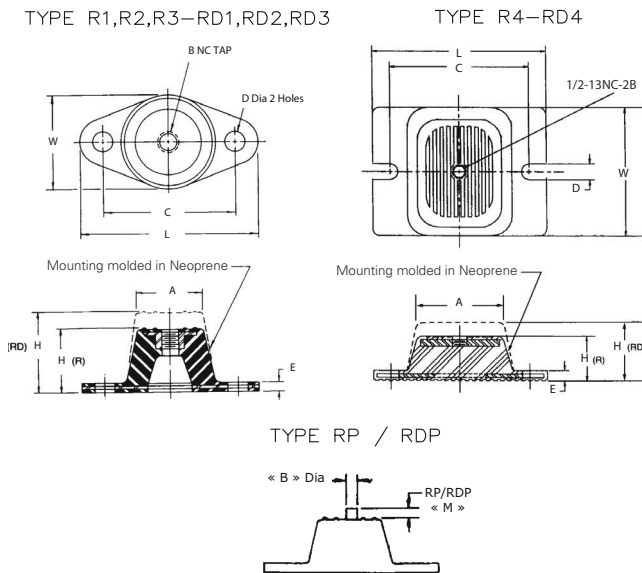 TYPE R1,R2,R3-RD1,RD2,RD3
TYPE R4-RD4
B NC TAP
D Dia 2 Holes
W
C
L
L
C
1/2-13NC-2B
W
D
Mounting molded in Neoprene
A
(RD) H
H (R)
E
Mounting molded in Neoprene
A
H (R)
H (RD)
E
TYPE RP / RDP
« B » Dia
RP/RDP
« M »